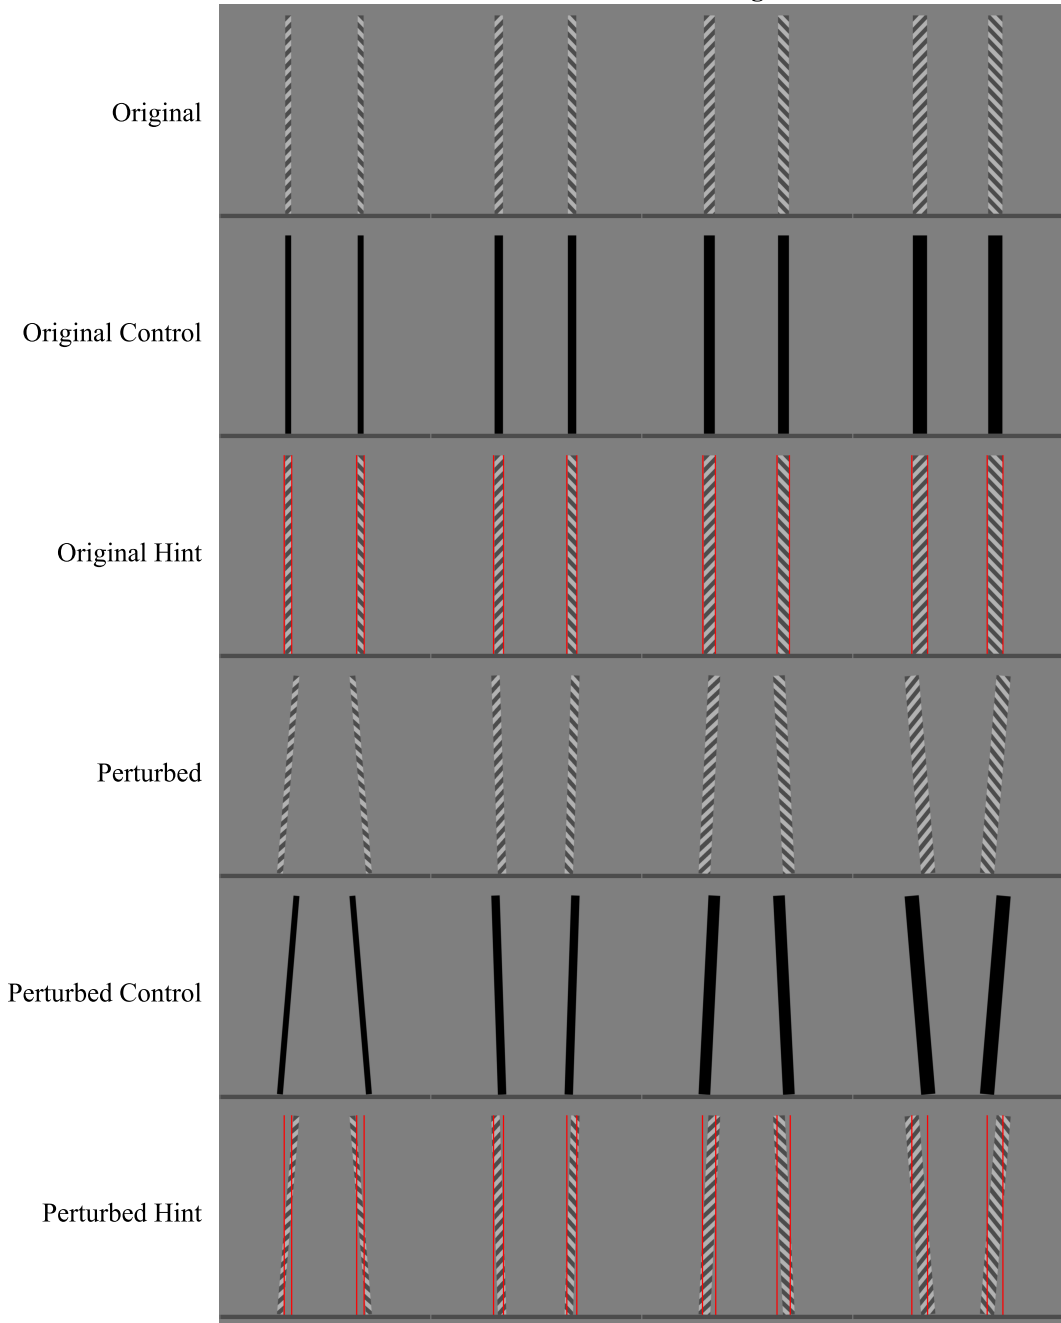 Original
Original Control
Original Hint
Perturbed
Perturbed Control
Perturbed Hint